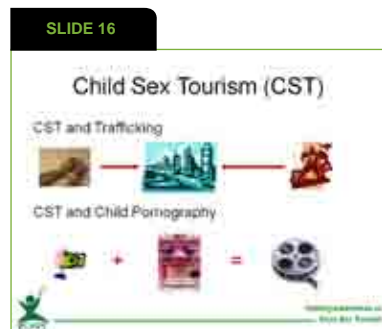 SLIDE 16
Child Sex Tourism (CST)
CST and Trafficking
CST and Child Pornography